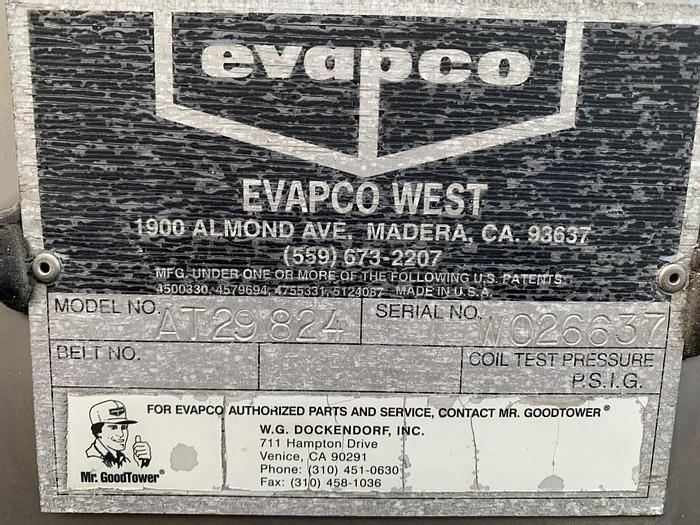 evapco
EVAPCO WEST
1900 ALMOND AVE, MADERA, CA. 93637
(559) 673-2207
MFG. UNDER ONE OR MORE OF THE FOLLOWING U.S. PATENTS
4500330, 4579694, 4755331, 5124087 MADE IN U.S.A.
MODEL NO. AT29 824 SERIAL NO. W026637
BELT NO. COIL TEST PRESSURE
P.S.I.G.
FOR EVAPCO AUTHORIZED PARTS AND SERVICE, CONTACT MR. GOODTOWER®
W.G. DOCKENDORF, INC.
711 Hampton Drive
Venice, CA 90291
Phone: (310) 451-0630
Fax: (310) 458-1036
Mr. GoodTower®